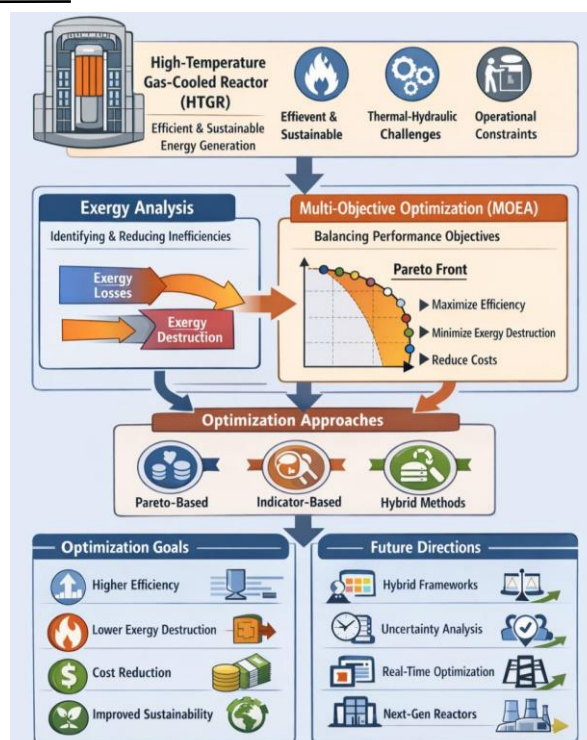 High-Temperature
Gas-Cooled Reactor
(HTGR)
Efficient & Sustainable
Energy Generation
Effievent &
Sustainable
Thermal-Hydraulic
Challenges
Operational
Constraints
Exergy Analysis
Identifying & Reducing Inefficiencies
Exergy
Losses
Exergy
Destruction
Multi-Objective Optimization (MOEA)
Balancing Performance Objectives
Pareto Front
Maximize Efficiency
Minimize Exergy Destruction
Reduce Costs
Optimization Approaches
Pareto-Based
Indicator-Based
Hybrid Methods
Optimization Goals
Higher Efficiency
Lower Exergy Destruction
$
Cost Reduction
Improved Sustainability
Future Directions
Hybrid Frameworks
Uncertainty Analysis
Real-Time Optimization
Next-Gen Reactors